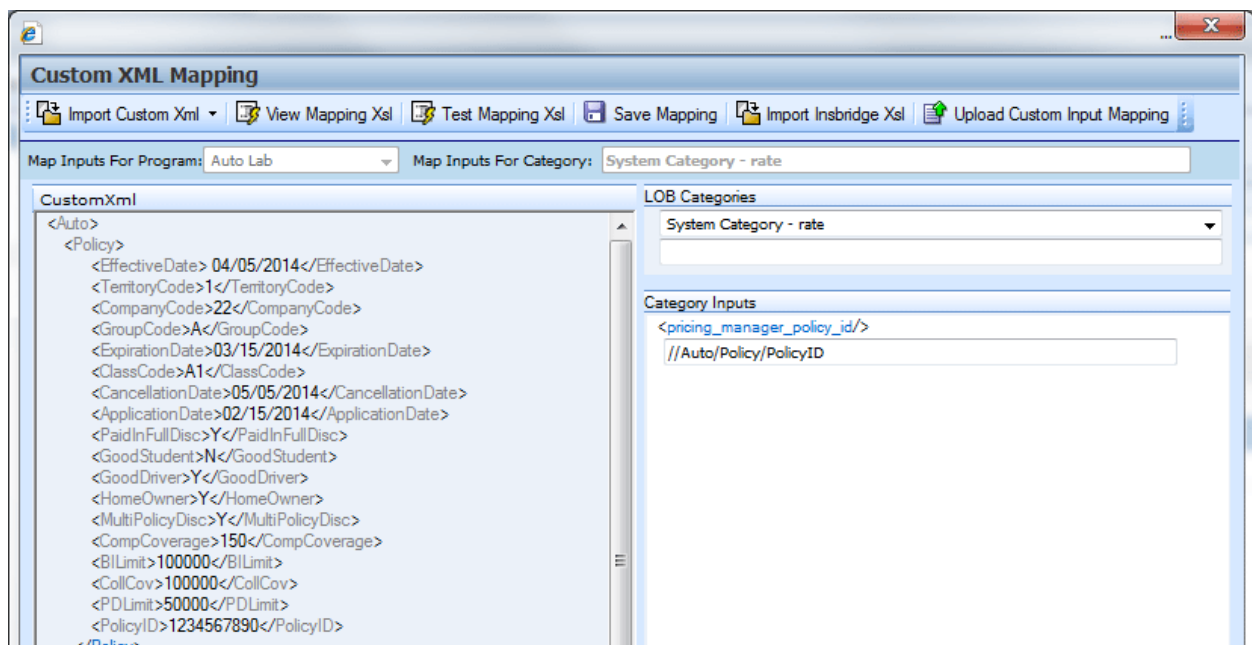 ...
Custom XML Mapping
Import Custom Xml View Mapping Xsl Test Mapping Xsl Save Mapping Import Insbridge Xsl Upload Custom Input Mapping
Map Inputs For Program: Auto Lab Map Inputs For Category: System Category - rate
CustomXml
<Auto>
<Policy>
<EffectiveDate> 04/05/2014</EffectiveDate>
<TerritoryCode>1</TerritoryCode>
<CompanyCode>22</CompanyCode>
<GroupCode>A</GroupCode>
<ExpirationDate>03/15/2014</ExpirationDate>
<ClassCode>A1</ClassCode>
<CancellationDate>05/05/2014</CancellationDate>
<ApplicationDate>02/15/2014</ApplicationDate>
<PaidInFullDisc>Y</PaidInFullDisc>
<GoodStudent>N</GoodStudent>
<GoodDriver>Y</GoodDriver>
<HomeOwner>Y</HomeOwner>
<MultiPolicyDisc>Y</MultiPolicyDisc>
<CompCoverage>150</CompCoverage>
<BILimit>100000</BILimit>
<CollCov>100000</CollCov>
<PDLimit>50000</PDLimit>
<PolicyID>1234567890</PolicyID>
</Policy>
LOB Categories
System Category - rate
Category Inputs
<pricing_manager_policy_id/>
//Auto/Policy/PolicyID